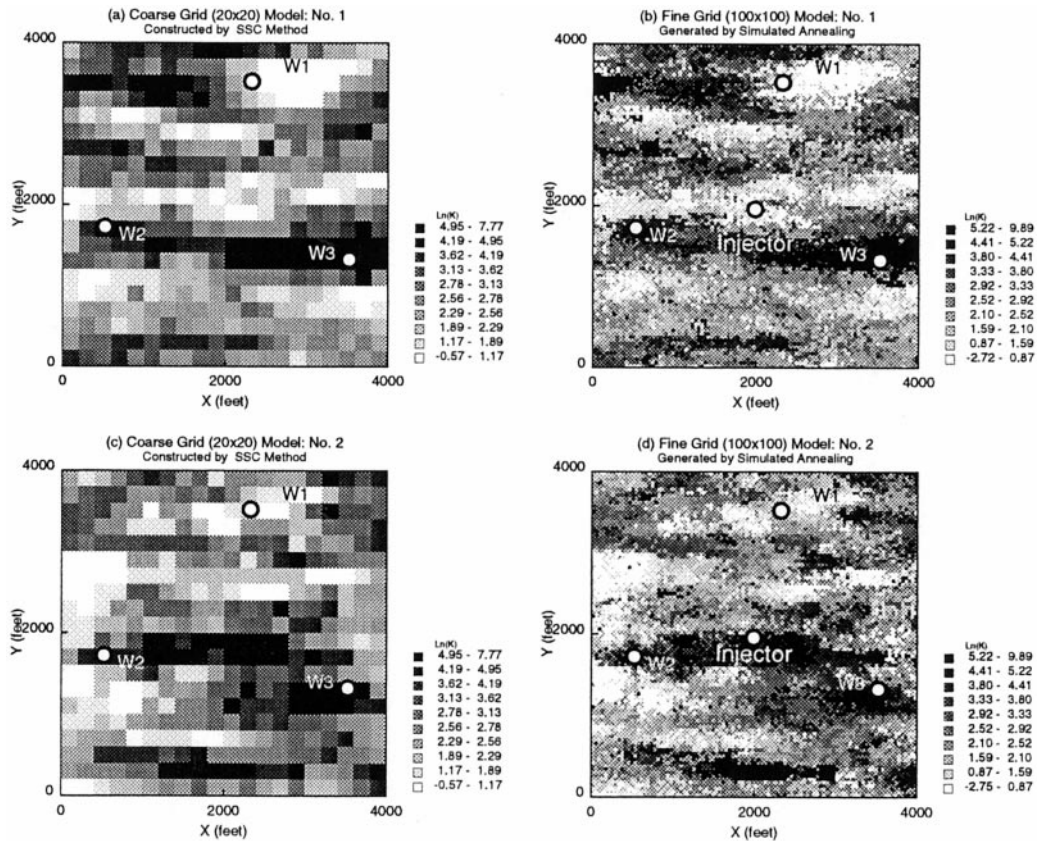 (a) Coarse Grid (20x20) Model: No. 1
Constructed by SSC Method
4000
2000
0
Y (feet)
0
2000
4000
X (feet)
W1
W2
W3
Ln(K)
4.95 - 7.77
4.19 - 4.95
3.62 - 4.19
3.13 - 3.62
2.78 - 3.13
2.56 - 2.78
2.29 - 2.56
1.89 - 2.29
1.17 - 1.89
-0.57 - 1.17
(b) Fine Grid (100x100) Model: No. 1
Generated by Simulated Annealing
4000
2000
0
Y (feet)
0
2000
4000
X (feet)
W1
W2
Injector
W3
Ln(K)
5.22 - 9.89
4.41 - 5.22
3.80 - 4.41
3.33 - 3.80
2.92 - 3.33
2.52 - 2.92
2.10 - 2.52
1.59 - 2.10
0.87 - 1.59
-2.72 - 0.87
(c) Coarse Grid (20x20) Model: No. 2
Constructed by SSC Method
4000
2000
0
Y (feet)
0
2000
4000
X (feet)
W1
W2
W3
Ln(K)
4.95 - 7.77
4.19 - 4.95
3.62 - 4.19
3.13 - 3.62
2.78 - 3.13
2.56 - 2.78
2.29 - 2.56
1.89 - 2.29
1.17 - 1.89
-0.57 - 1.17
(d) Fine Grid (100x100) Model: No. 2
Generated by Simulated Annealing
4000
2000
0
Y (feet)
0
2000
4000
X (feet)
W1
W2
Injector
W3
Ln(K)
5.22 - 9.89
4.41 - 5.22
3.80 - 4.41
3.33 - 3.80
2.92 - 3.33
2.52 - 2.92
2.10 - 2.52
1.59 - 2.10
0.87 - 1.59
-2.75 - 0.87